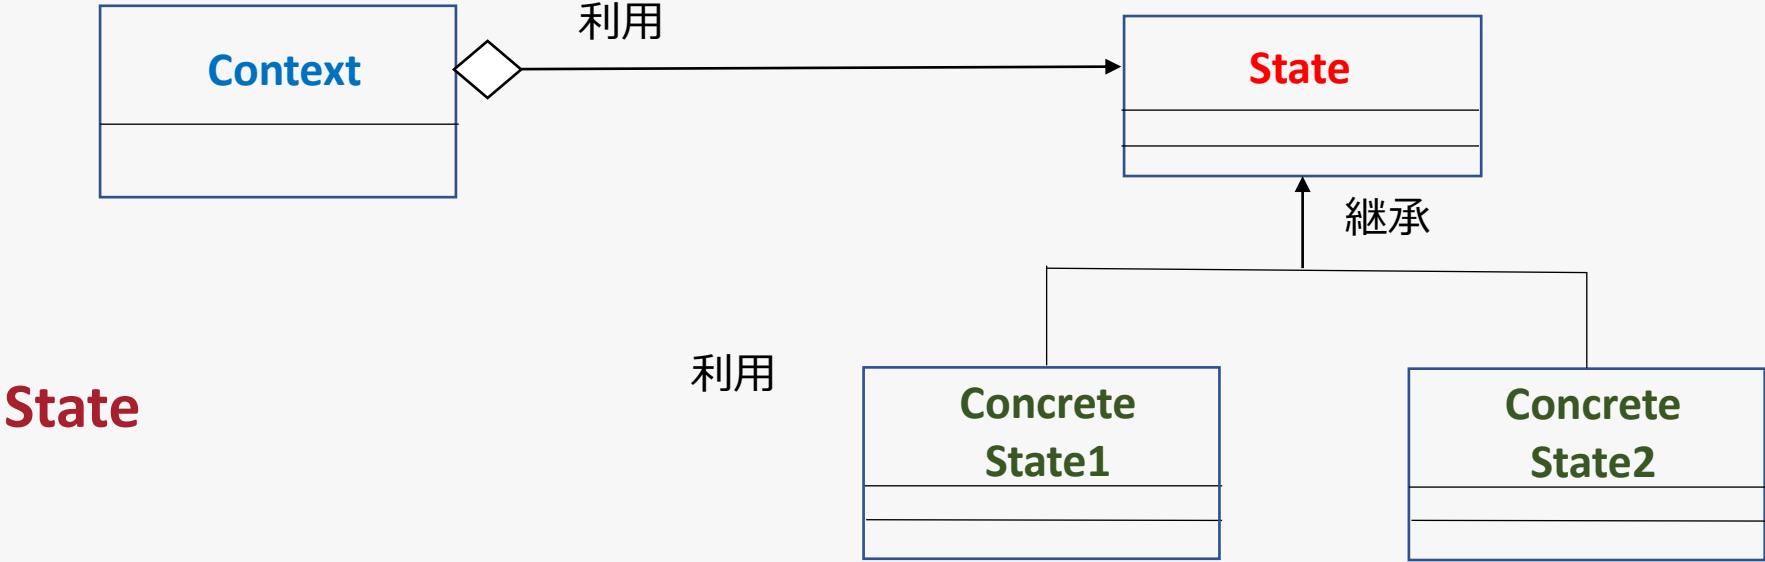 利用
Context
State
継承
利用
State
Concrete
State1
Concrete
State2